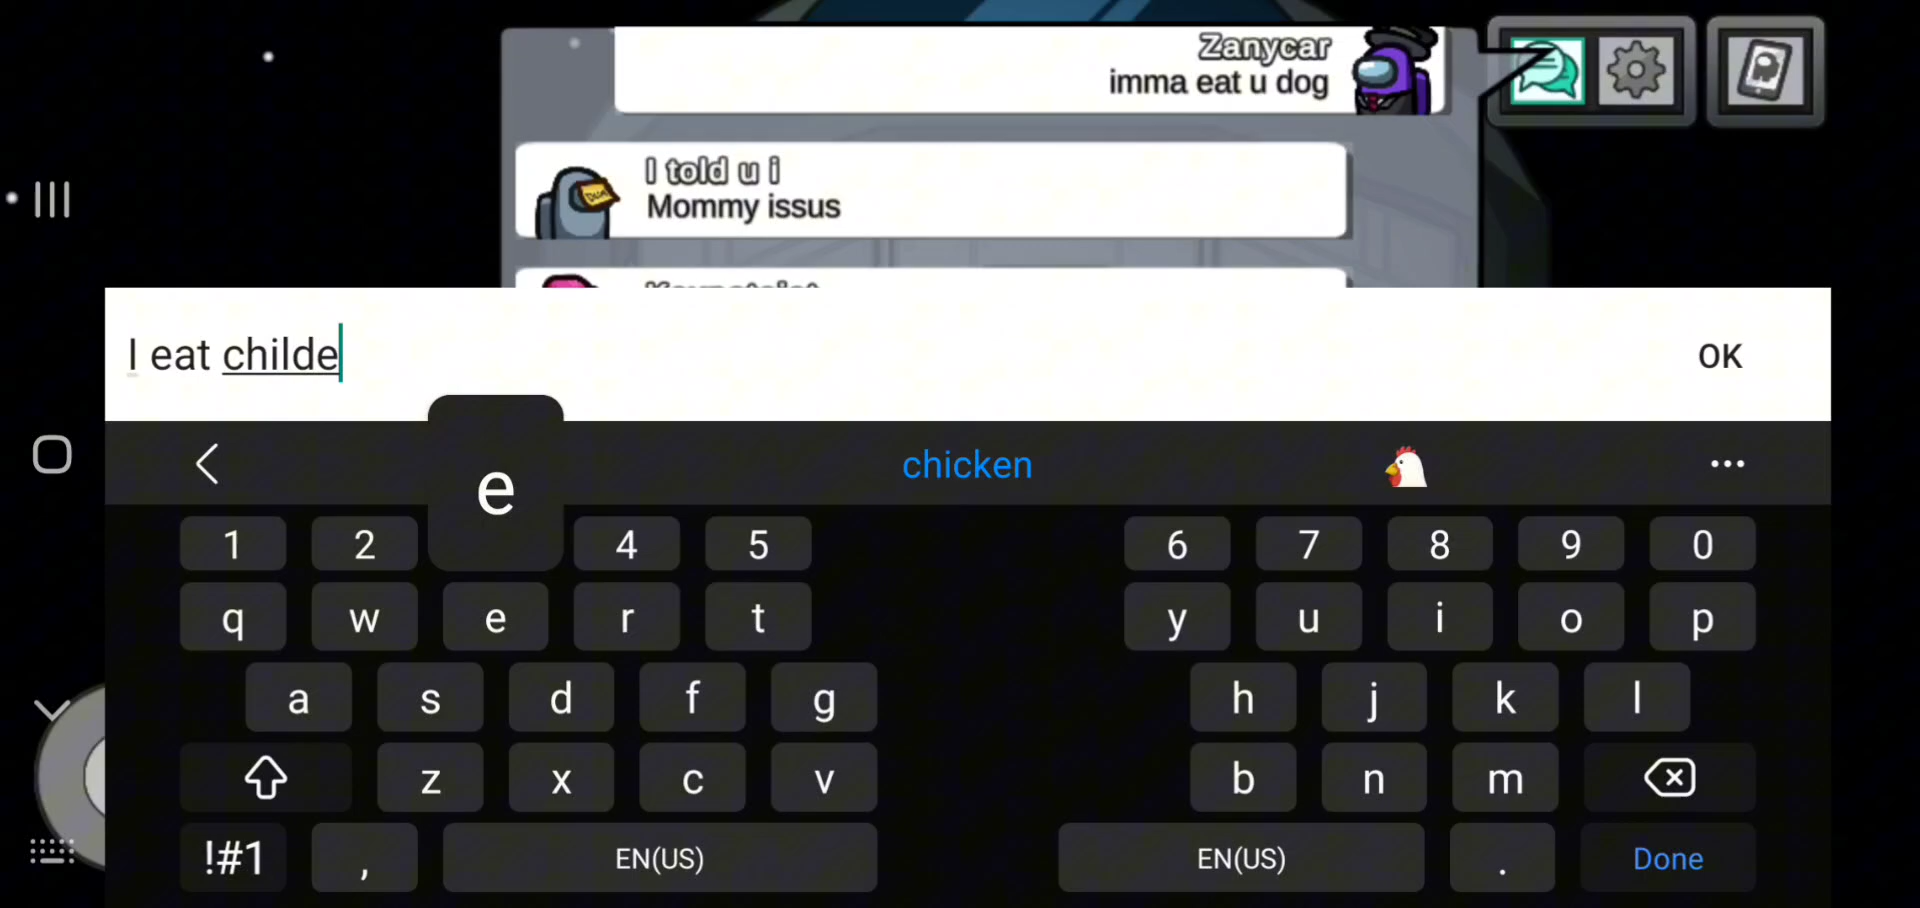 Zanycar
imma eat u dog
I told u i
DUM
Mommy issus
I eat childe
OK
e
chicken
1 2 4 5 6 7 8 9 0
q w e r t y u i o p
a s d f g h j k l
z x c v b n m
!#1 , EN(US) EN(US) . Done